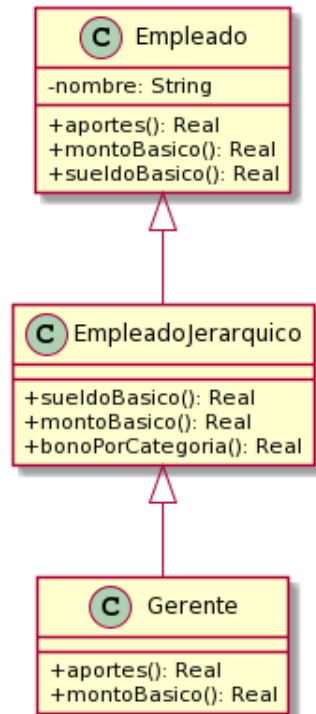 C Empleado
-nombre: String
+aportes(): Real
+montoBasico(): Real
+sueldoBasico(): Real
C EmpleadoJerarquico
+sueldoBasico(): Real
+montoBasico(): Real
+bonoPorCategoria(): Real
C Gerente
+aportes(): Real
+montoBasico(): Real